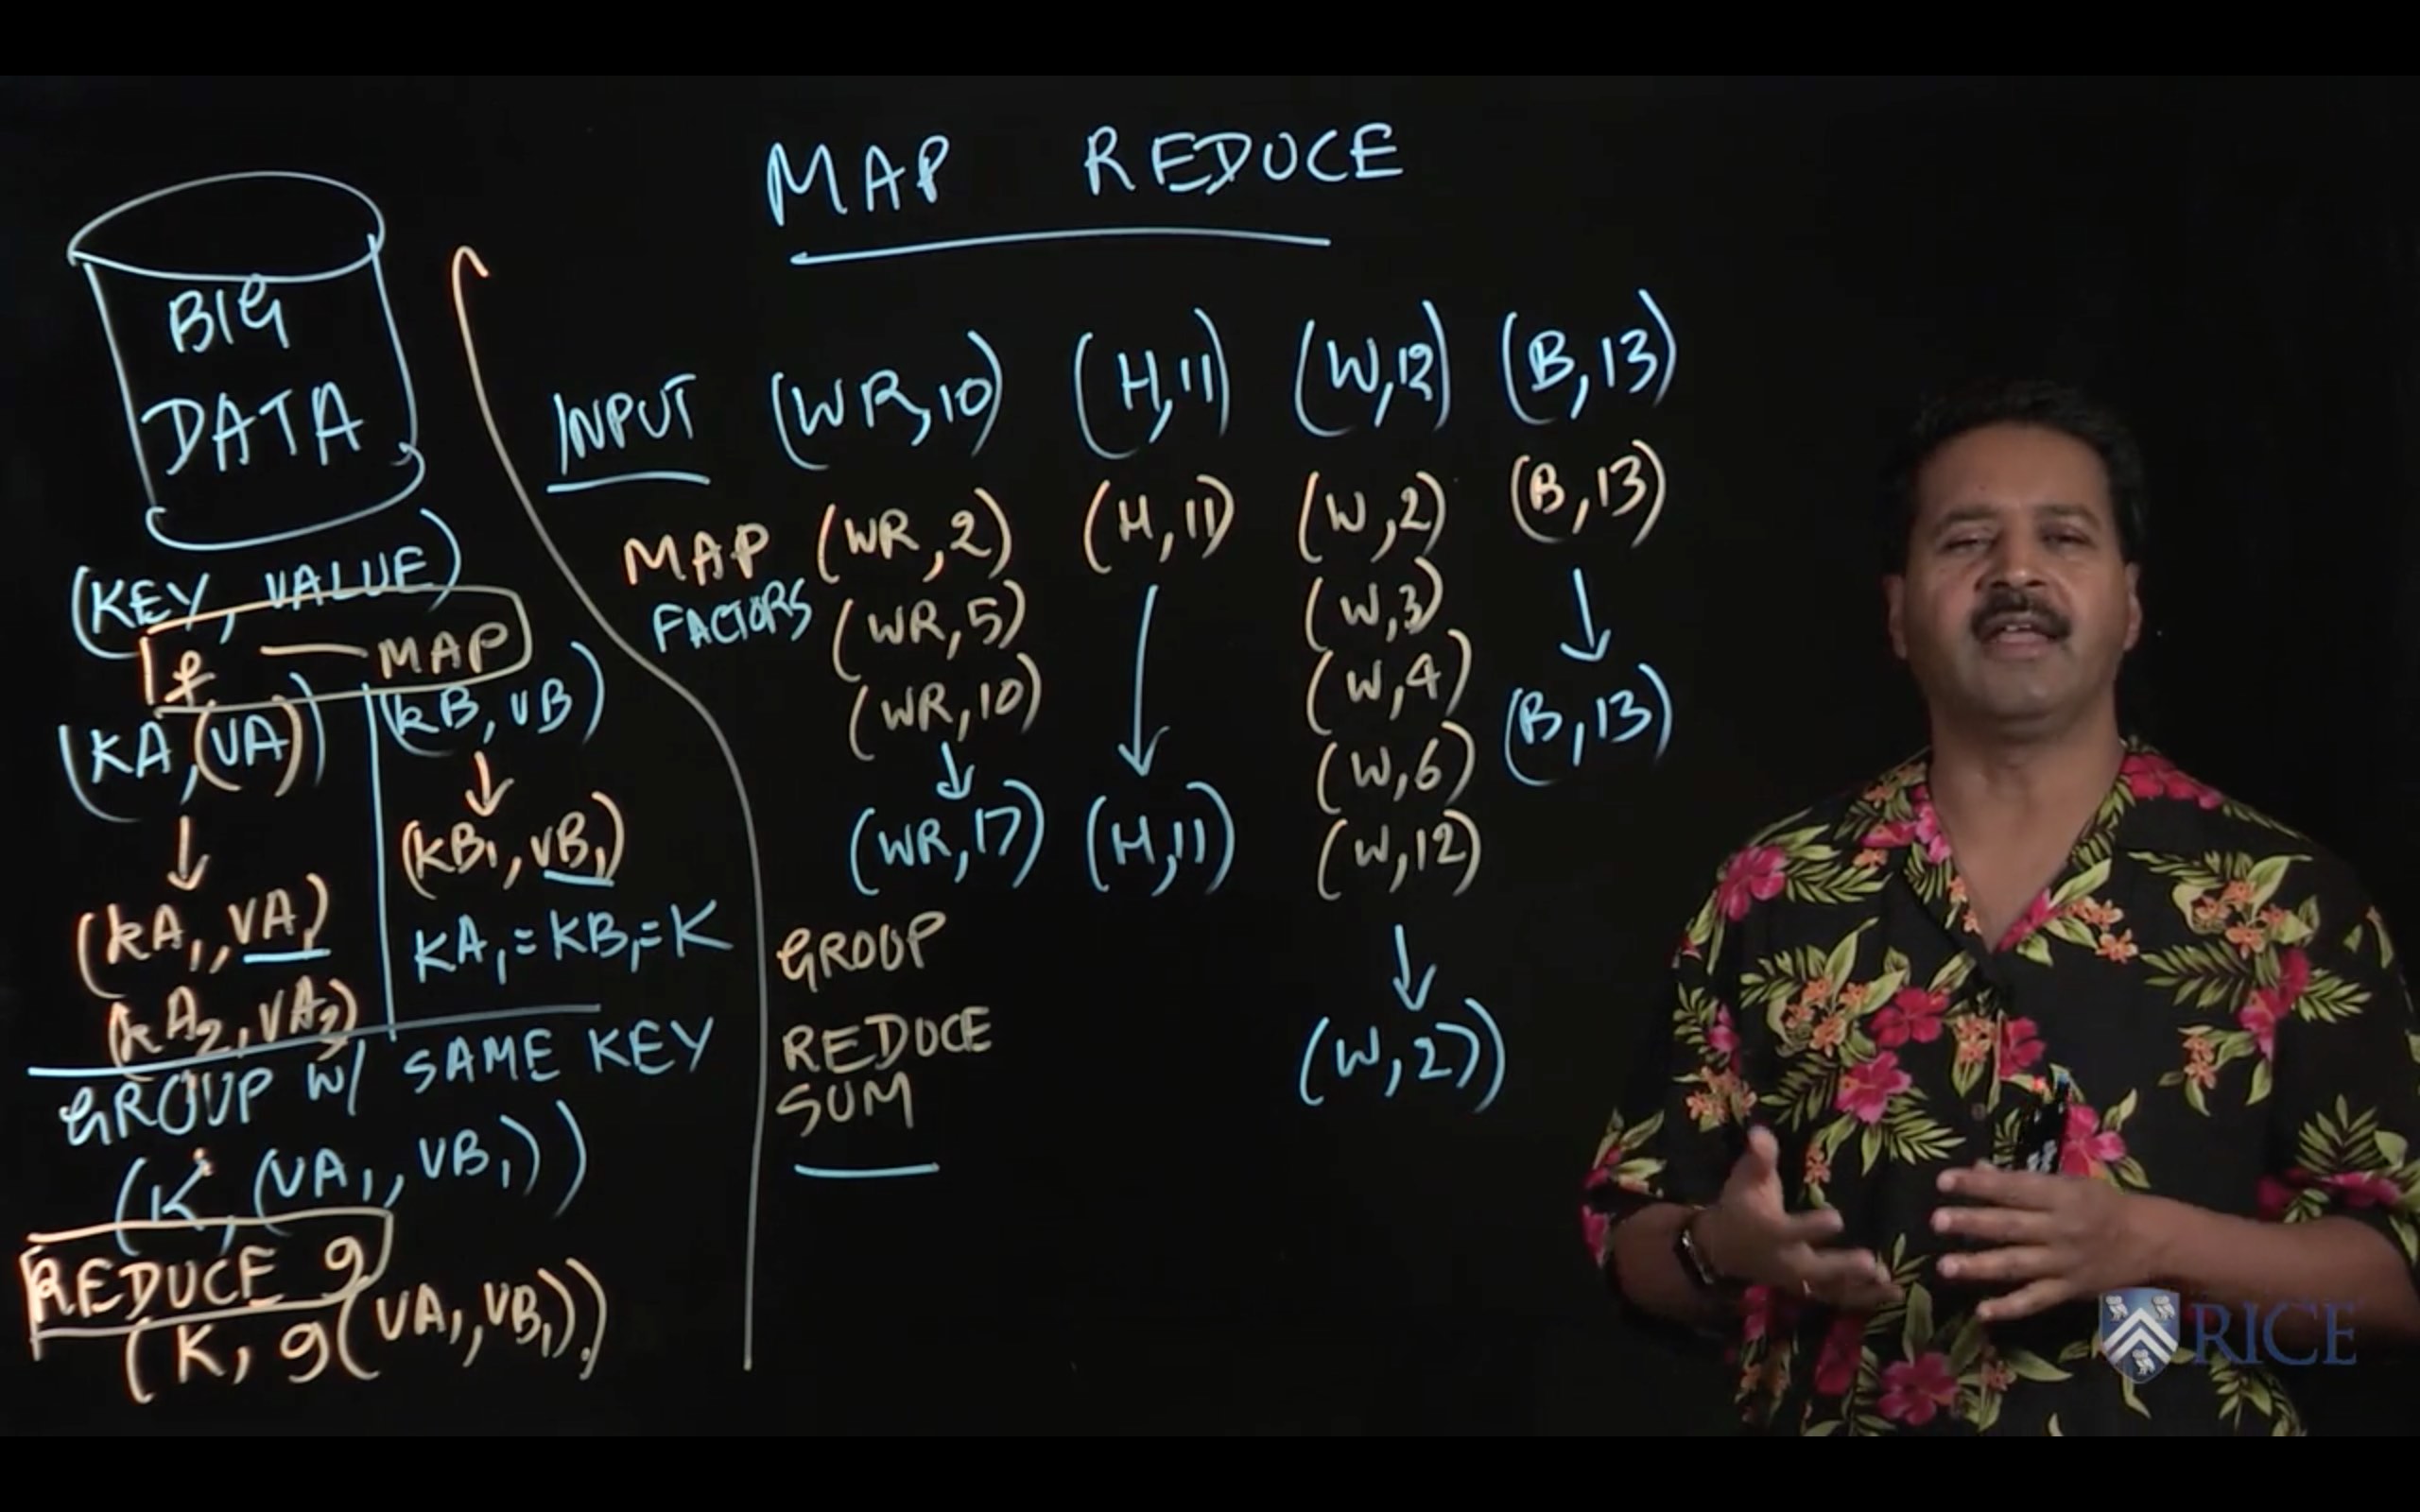 MAP REDUCE
BIG
DATA
(KEY, VALUE)
f — MAP
(KA, (VA)) (KB, VB)
(KA1, VA1) (KB1, VB1)
(KA2, VA2) KA1 = KB1 = K
GROUP W/ SAME KEY
(K, (VA1, VB1))
REDUCE g
(K, g(VA1, VB1))
INPUT (WR,10) (H,11) (W,12) (B,13)
MAP (WR,2) (H,11) (W,2) (B,13)
FACTORS (WR,5) (W,3)
(WR,10) (W,4) (B,13)
(W,6)
(WR,17) (H,11) (W,12)
GROUP
REDUCE (W,27)
SUM
RICE